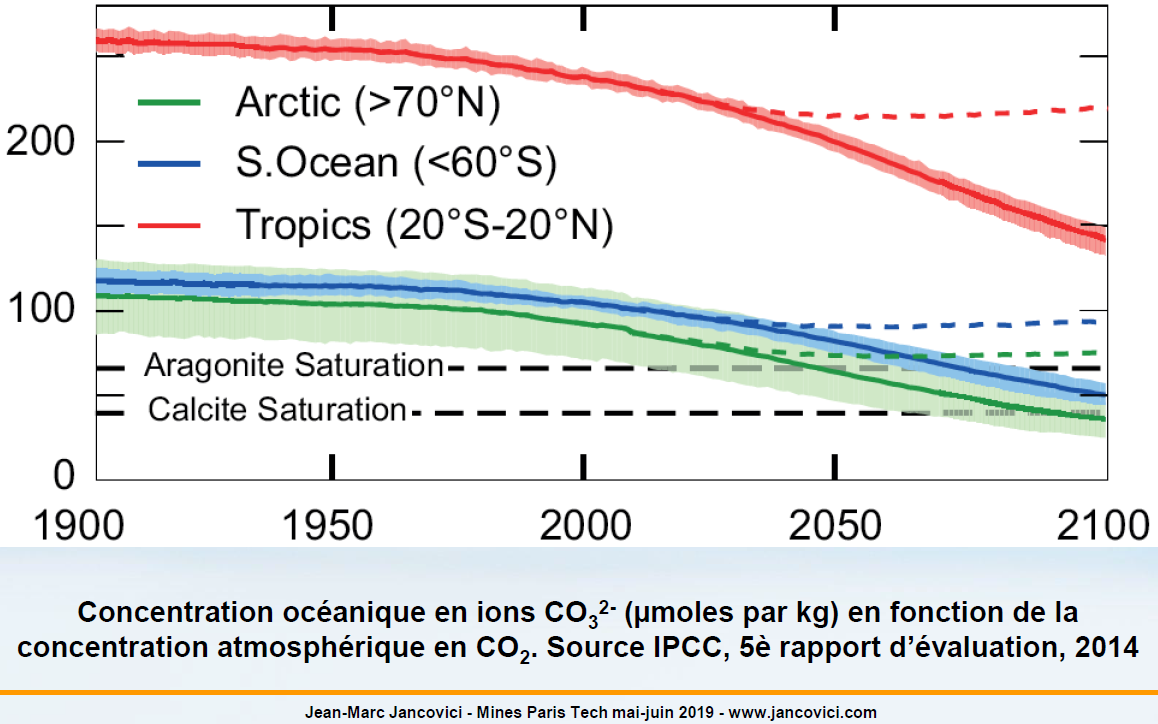 Arctic (>70°N)
200
S.Ocean (<60°S)
Tropics (20°S-20°N)
100
Aragonite Saturation
Calcite Saturation
0
1900 1950 2000 2050 2100
Concentration océanique en ions CO₃²⁻ (µmoles par kg) en fonction de la
concentration atmosphérique en CO₂. Source IPCC, 5è rapport d’évaluation, 2014
Jean-Marc Jancovici - Mines Paris Tech mai-juin 2019 - www.jancovici.com